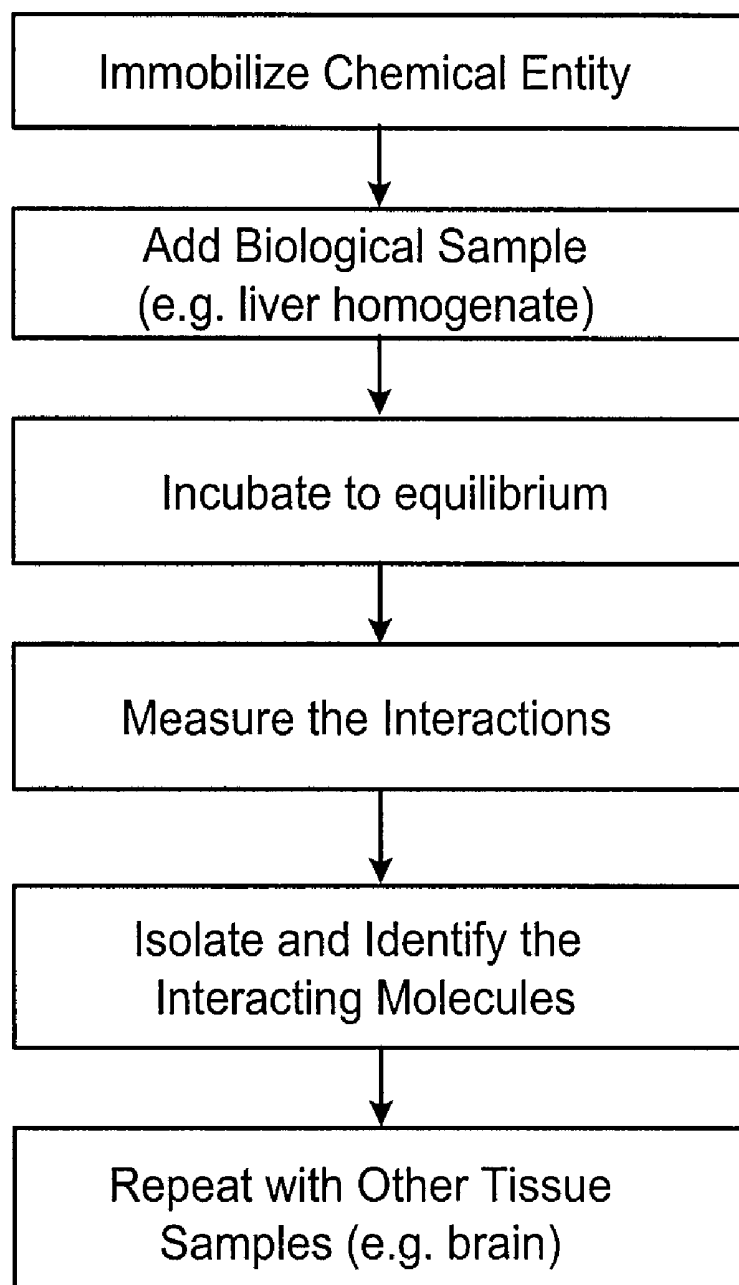 Immobilize Chemical Entity
Add Biological Sample
(e.g. liver homogenate)
Incubate to equilibrium
Measure the Interactions
Isolate and Identify the
Interacting Molecules
Repeat with Other Tissue
Samples (e.g. brain)